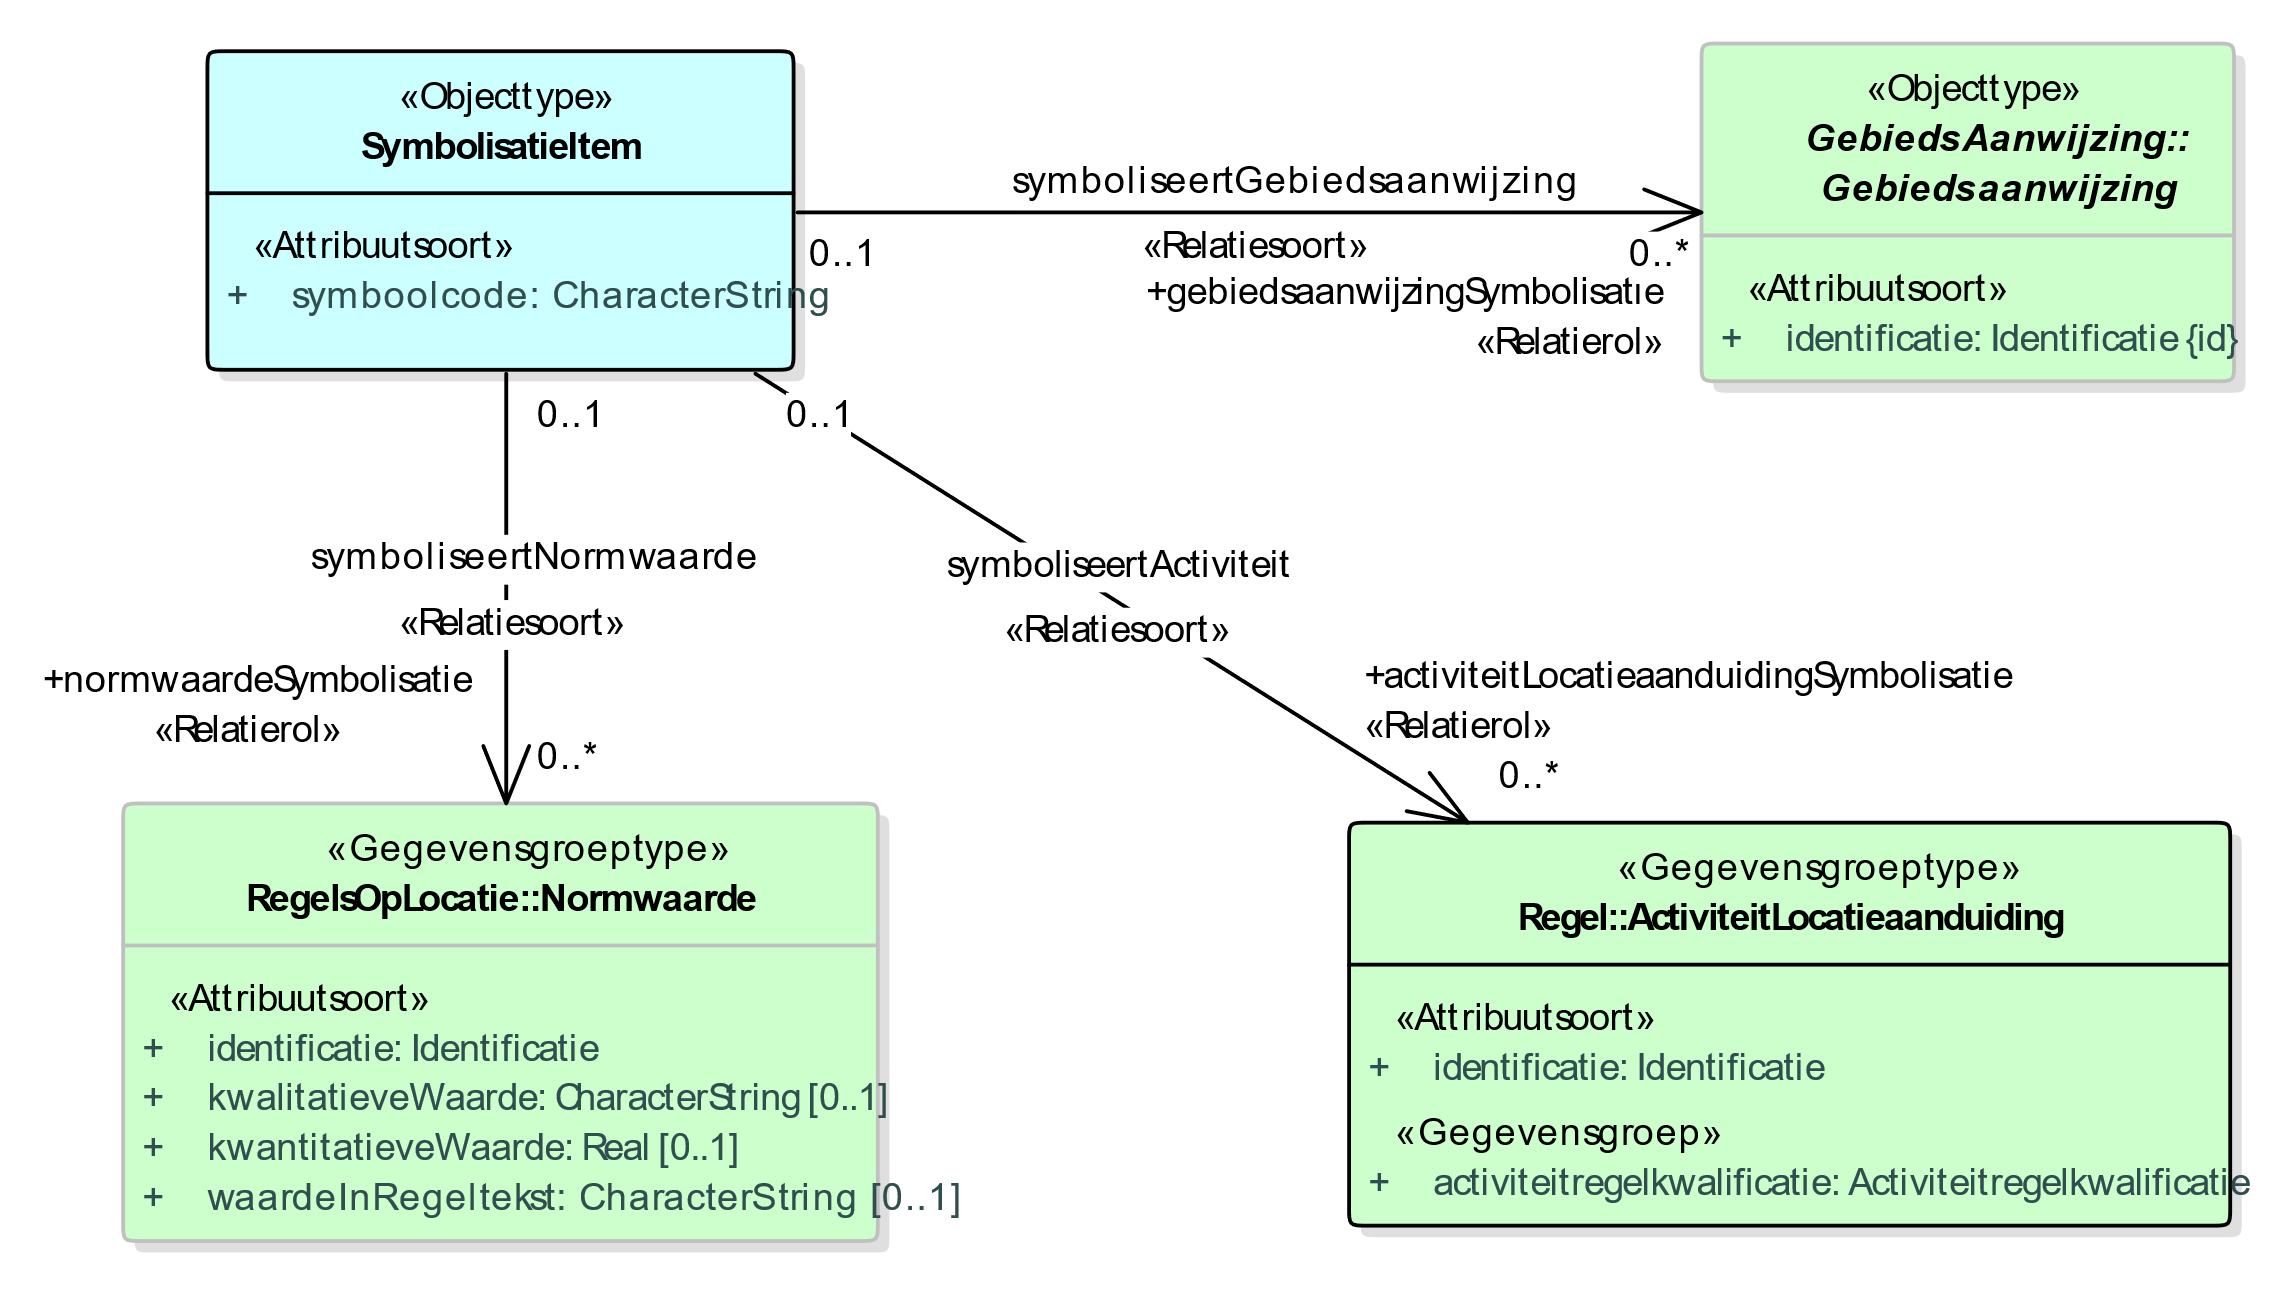 «Objecttype»
SymbolisatieItem
«Attribuutsoort»
+ symboolcode: CharacterString
«Objecttype»
GebiedsAanwijzing::
Gebiedsaanwijzing
«Attribuutsoort»
+ identificatie: Identificatie {id}
symboliseertGebiedsaanwijzing
0..1
«Relatiesoort»
0..*
+gebiedsaanwijzingSymbolisatie
«Relatierol»
0..1
0..1
symboliseertNormwaarde
«Relatiesoort»
+normwaardeSymbolisatie
«Relatierol»
0..*
symboliseertActiviteit
«Relatiesoort»
+activiteitLocatieaanduidingSymbolisatie
«Relatierol»
0..*
«Gegevensgroeptype»
RegelsOpLocatie::Normwaarde
«Attribuutsoort»
+ identificatie: Identificatie
+ kwalitatieveWaarde: CharacterString [0..1]
+ kwantitatieveWaarde: Real [0..1]
+ waardeInRegeltekst: CharacterString [0..1]
«Gegevensgroeptype»
Regel::ActiviteitLocatieaanduiding
«Attribuutsoort»
+ identificatie: Identificatie
«Gegevensgroep»
+ activiteitregelkwalificatie: Activiteitregelkwalificatie